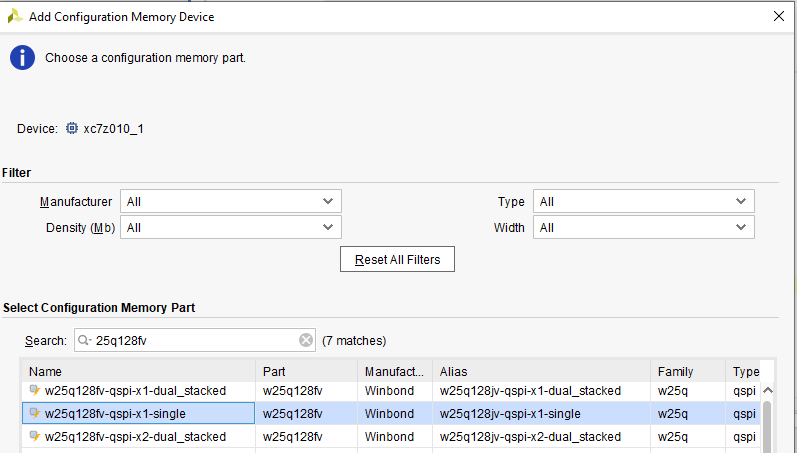 Add Configuration Memory Device
Choose a configuration memory part.
Device: xc7z010_1
Filter
Manufacturer All Type All
Density (Mb) All Width All
Reset All Filters
Select Configuration Memory Part
Search: 25q128fv (7 matches)
Name Part Manufact... Alias Family Type
w25q128fv-qspi-x1-dual_stacked w25q128fv Winbond w25q128jv-qspi-x1-dual_stacked w25q qspi
w25q128fv-qspi-x1-single w25q128fv Winbond w25q128jv-qspi-x1-single w25q qspi
w25q128fv-qspi-x2-dual_stacked w25q128fv Winbond w25q128jv-qspi-x2-dual_stacked w25q qspi